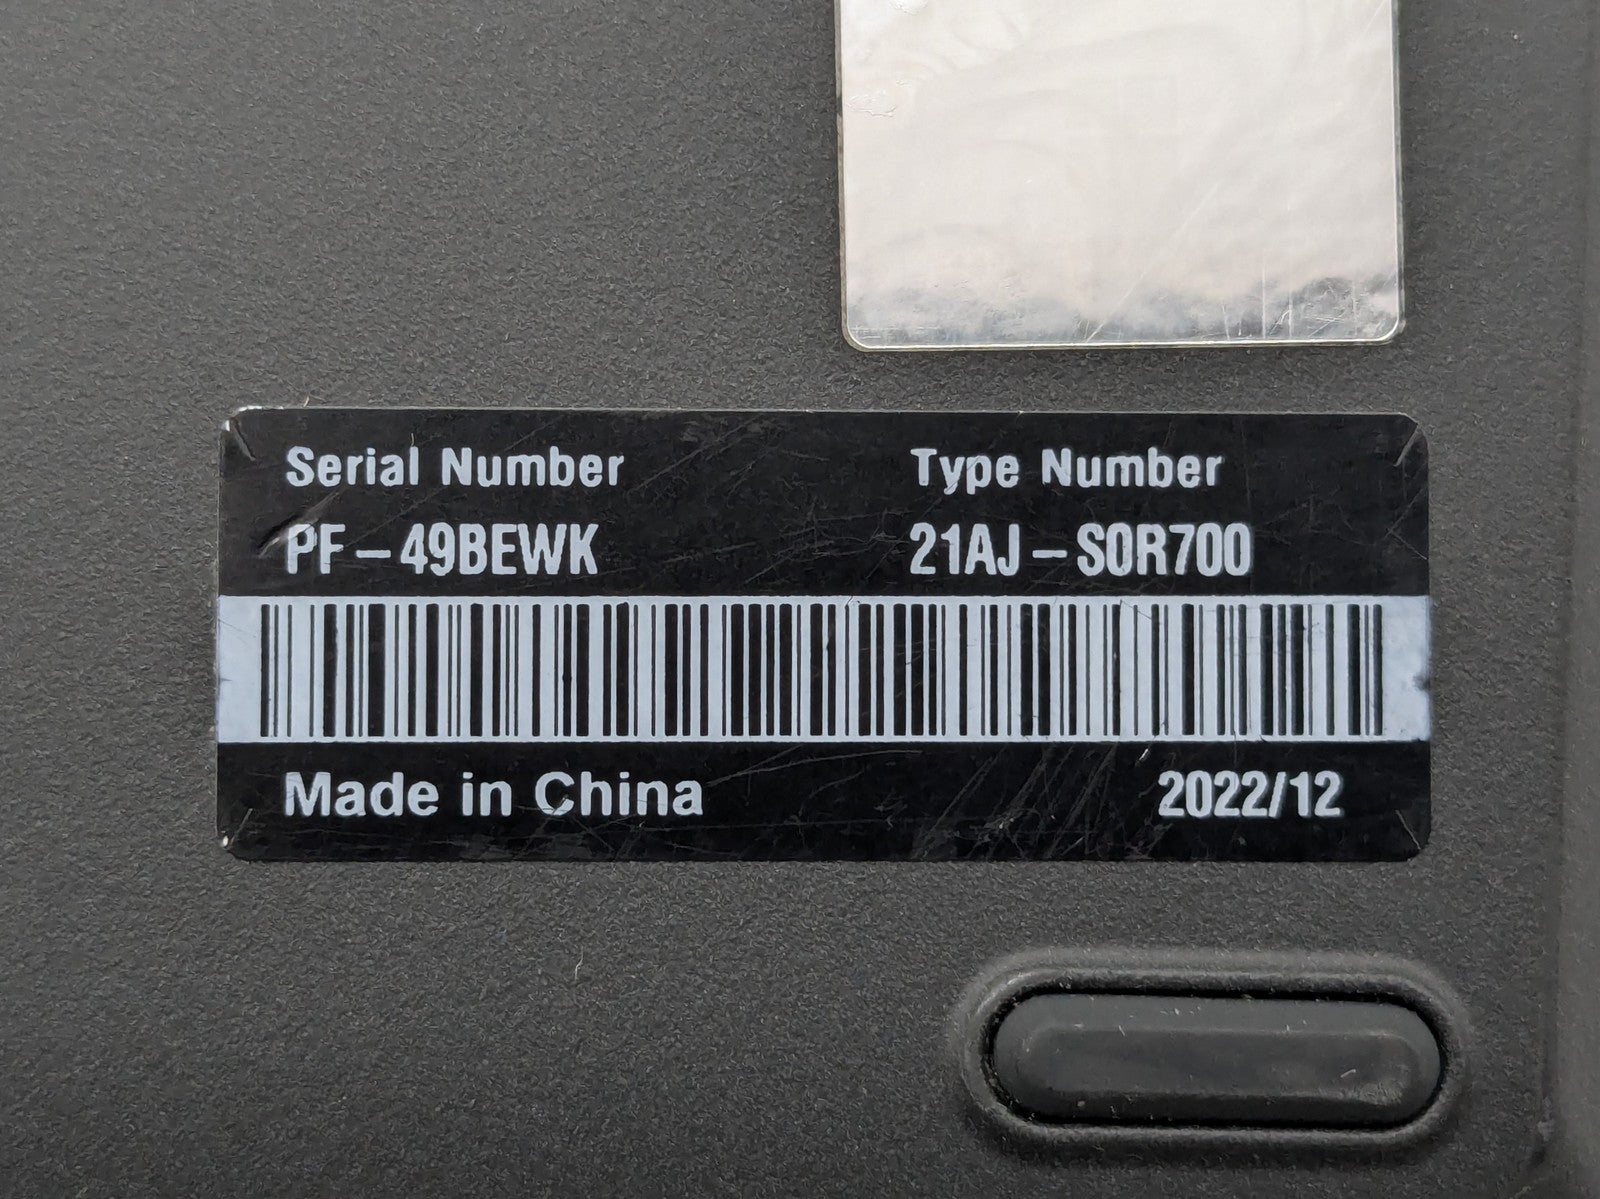 Serial Number Type Number
PF-49BEWK 21AJ-S0R700
Made in China 2022/12